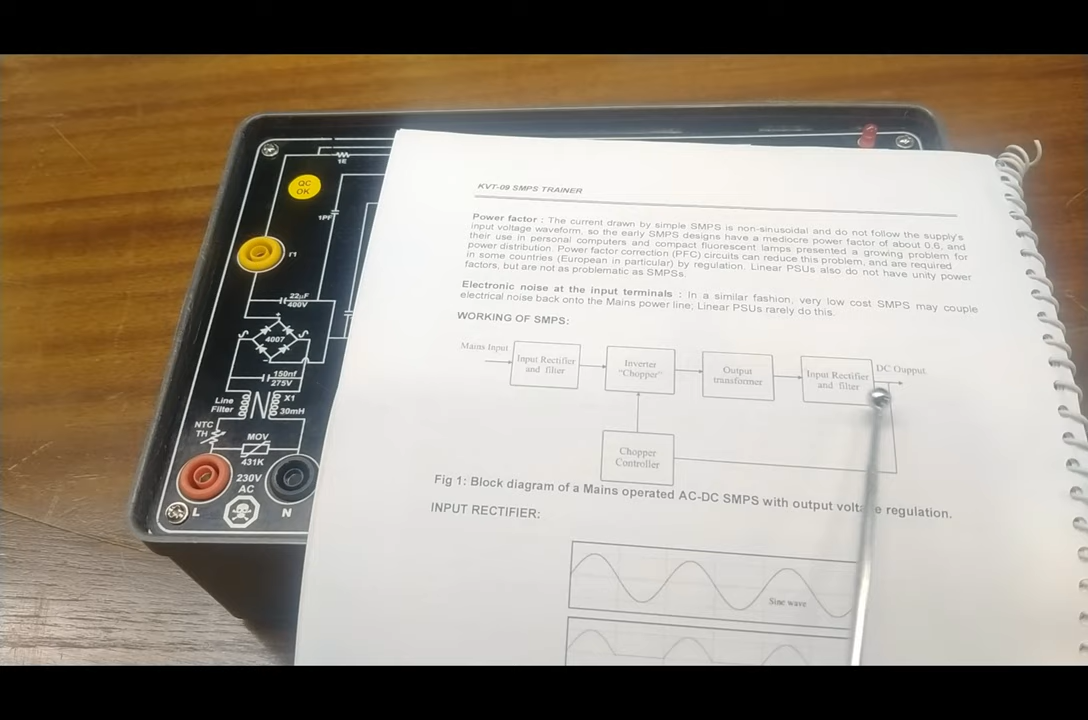 KVT-09 SMPS TRAINER
Power factor : The current drawn by simple SMPS is non-sinusoidal and do not follow the supply's
input voltage waveform, so the early SMPS designs have a mediocre power factor of about 0.6, and
their use in personal computers and compact fluorescent lamps presented a growing problem for
power distribution. Power factor correction (PFC) circuits can reduce this problem, and are required
in some countries (European in particular) by regulation. Linear PSUs also do not have unity power
factors, but are not as problematic as SMPSs.
Electronic noise at the input terminals : In a similar fashion, very low cost SMPS may couple
electrical noise back onto the Mains power line; Linear PSUs rarely do this.
WORKING OF SMPS:
Mains Input
Input Rectifier
and filier
Inverter
"Chopper"
Output
transformer
Input Rectifier
and filier
DC Oupput
Chopper
Controller
Fig 1: Block diagram of a Mains operated AC-DC SMPS with output voltage regulation.
INPUT RECTIFIER:
Sine wave
1E
QC
OK
1PF
r1
22µF
400V
4007
150nf
275V
Line
Filter
X1
30mH
NTC
TH
MOV
431K
230V
AC
L
N